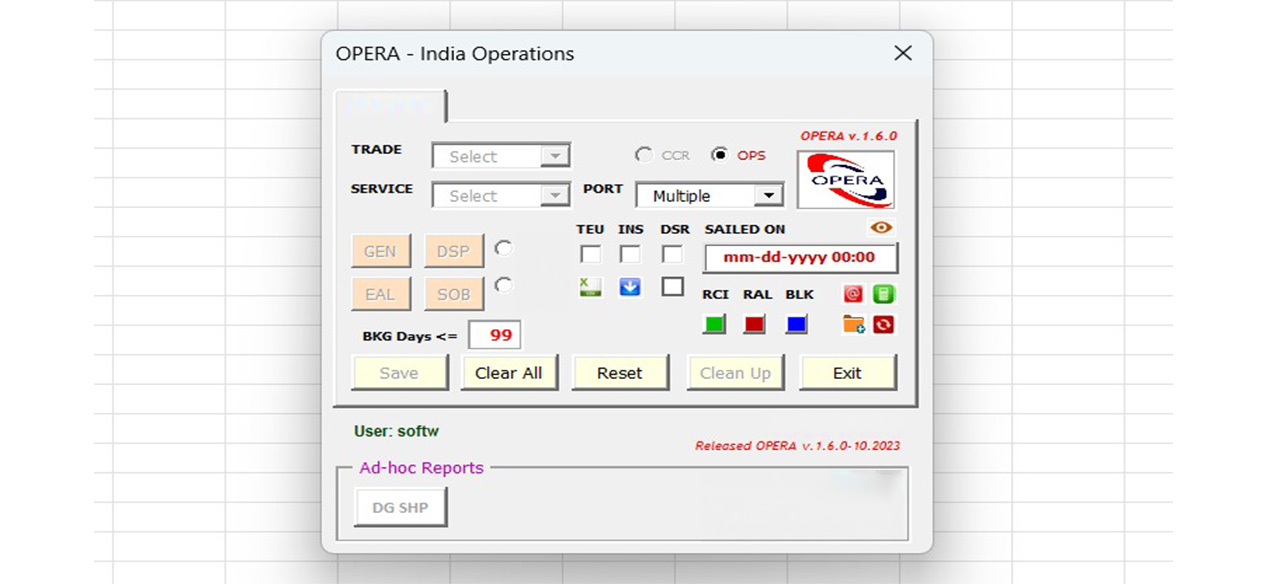 OPERA - India Operations
OPERA v.1.6.0
TRADE Select CCR OPS
OPERA
SERVICE Select PORT Multiple
TEU INS DSR SAILED ON
GEN DSP
mm-dd-yyyy 00:00
EAL SOB
RCI RAL BLK
BKG Days <= 99
Save Clear All Reset Clean Up Exit
User: softw
Released OPERA v.1.6.0-10.2023
Ad-hoc Reports
DG SHP